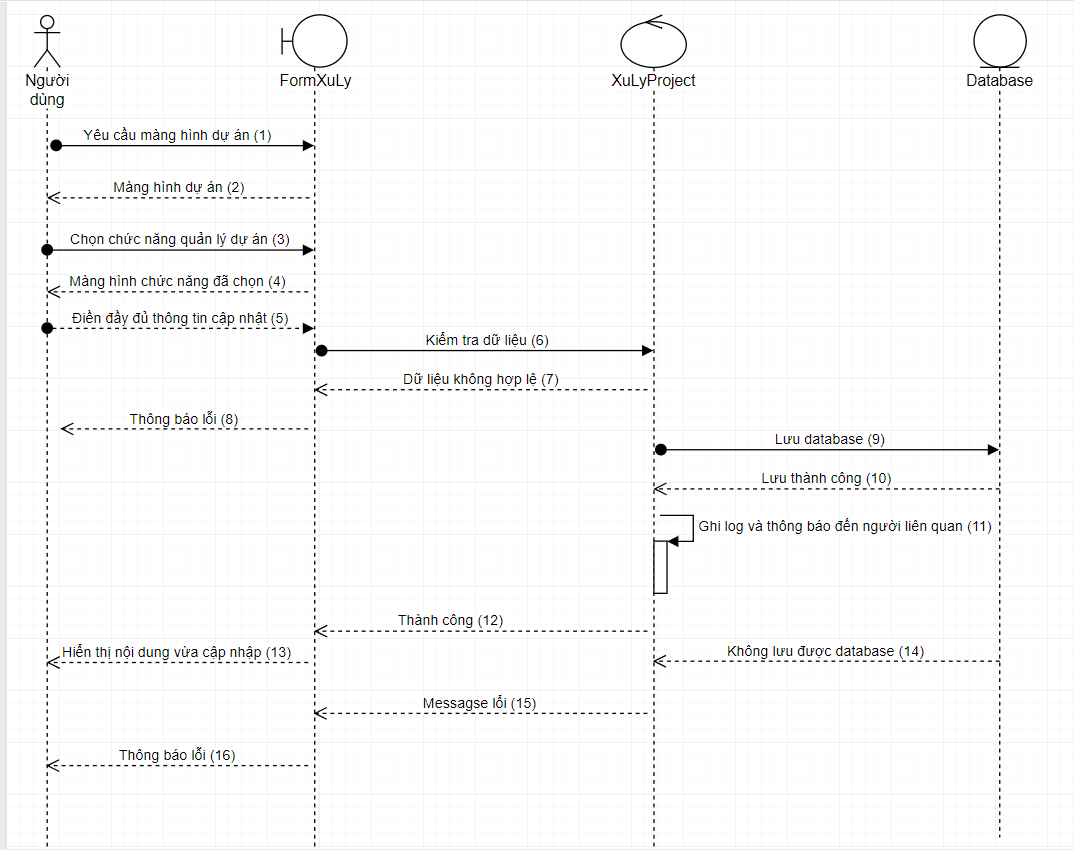 Người
dùng
FormXuLy
XuLyProject
Database
Yêu cầu màng hình dự án (1)
Màng hình dự án (2)
Chọn chức năng quản lý dự án (3)
Màng hình chức năng đã chọn (4)
Điền đầy đủ thông tin cập nhật (5)
Kiểm tra dữ liệu (6)
Dữ liệu không hợp lệ (7)
Thông báo lỗi (8)
Lưu database (9)
Lưu thành công (10)
Ghi log và thông báo đến người liên quan (11)
Thành công (12)
Hiển thị nội dung vừa cập nhập (13)
Không lưu được database (14)
Messagse lổi (15)
Thông báo lỗi (16)